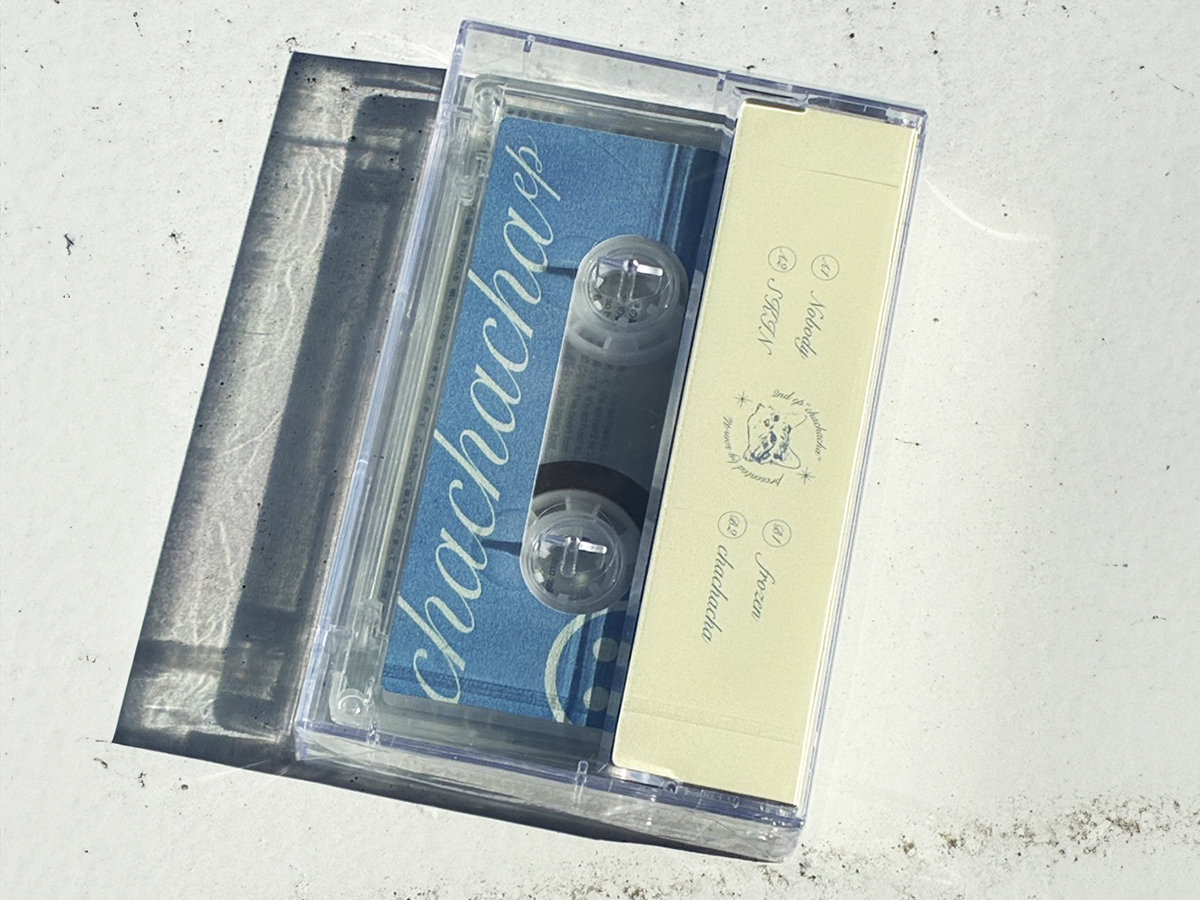 chachacha ep
A1 Nobody
A2 SKIN
2nd ep "chachacha"
presented by
B1 frozen
B2 chachacha